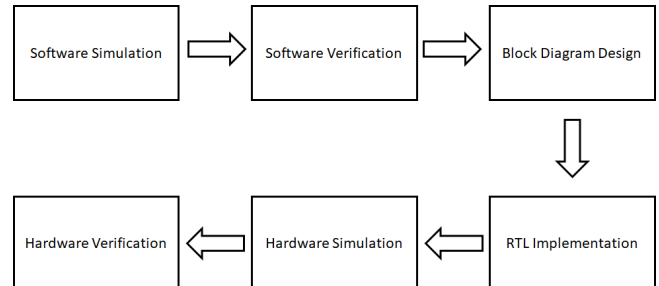 Software Simulation
Software Verification
Block Diagram Design
Hardware Verification
Hardware Simulation
RTL Implementation